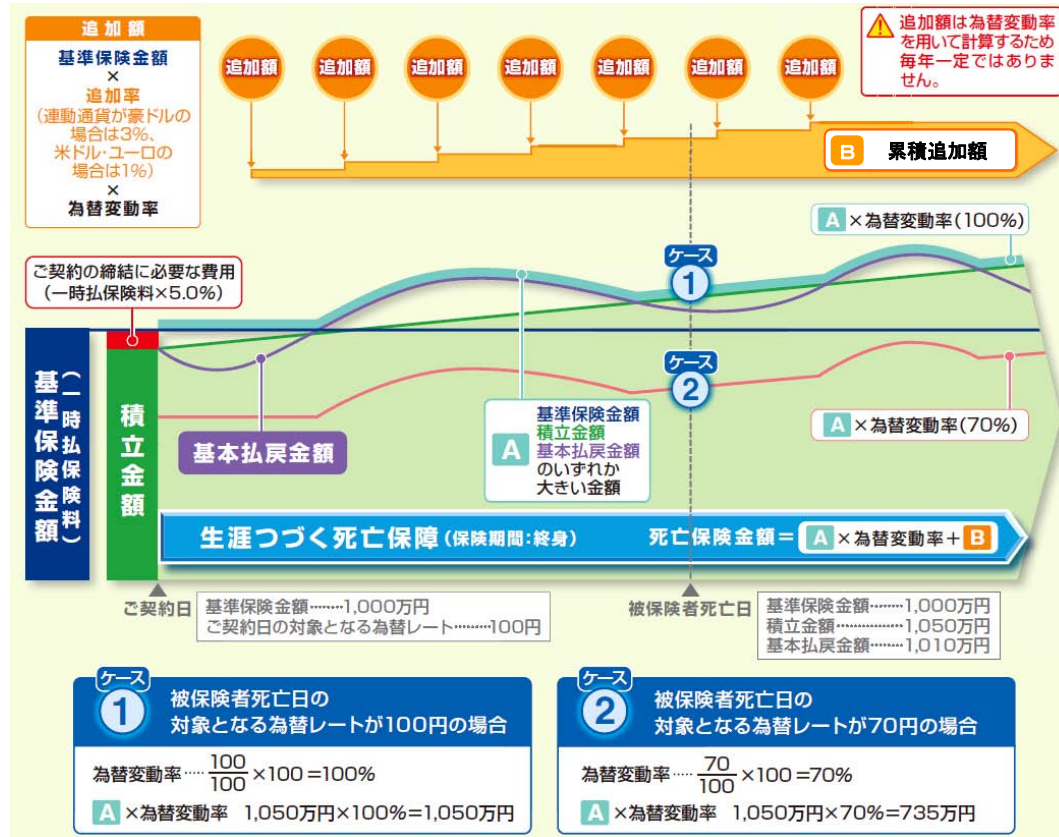 追加額
基準保険金額
×
追加率
(連動通貨が豪ドルの
場合は3%、
米ドル・ユーロの
場合は1%)
×
為替変動率
追加額
追加額
追加額
追加額
追加額
追加額
追加額
追加額は為替変動率
を用いて計算するため
毎年一定ではありま
せん。
B 累積追加額
A×為替変動率(100%)
ご契約の締結に必要な費用
(一時払保険料×5.0%)
ケース
1
ケース
2
基準保険金額
(一時払保険料)
積立金額
基本払戻金額
A
基準保険金額
積立金額
基本払戻金額
のいずれか
大きい金額
A×為替変動率(70%)
生涯つづく死亡保障(保険期間:終身)
死亡保険金額=A×為替変動率+B
ご契約日
基準保険金額………1,000万円
ご契約日の対象となる為替レート………100円
被保険者死亡日
基準保険金額………1,000万円
積立金額………………1,050万円
基本払戻金額………1,010万円
ケース
1
被保険者死亡日の
対象となる為替レートが100円の場合
為替変動率…… 100/100 ×100=100%
A×為替変動率 1,050万円×100%=1,050万円
ケース
2
被保険者死亡日の
対象となる為替レートが70円の場合
為替変動率…… 70/100 ×100=70%
A×為替変動率 1,050万円×70%=735万円